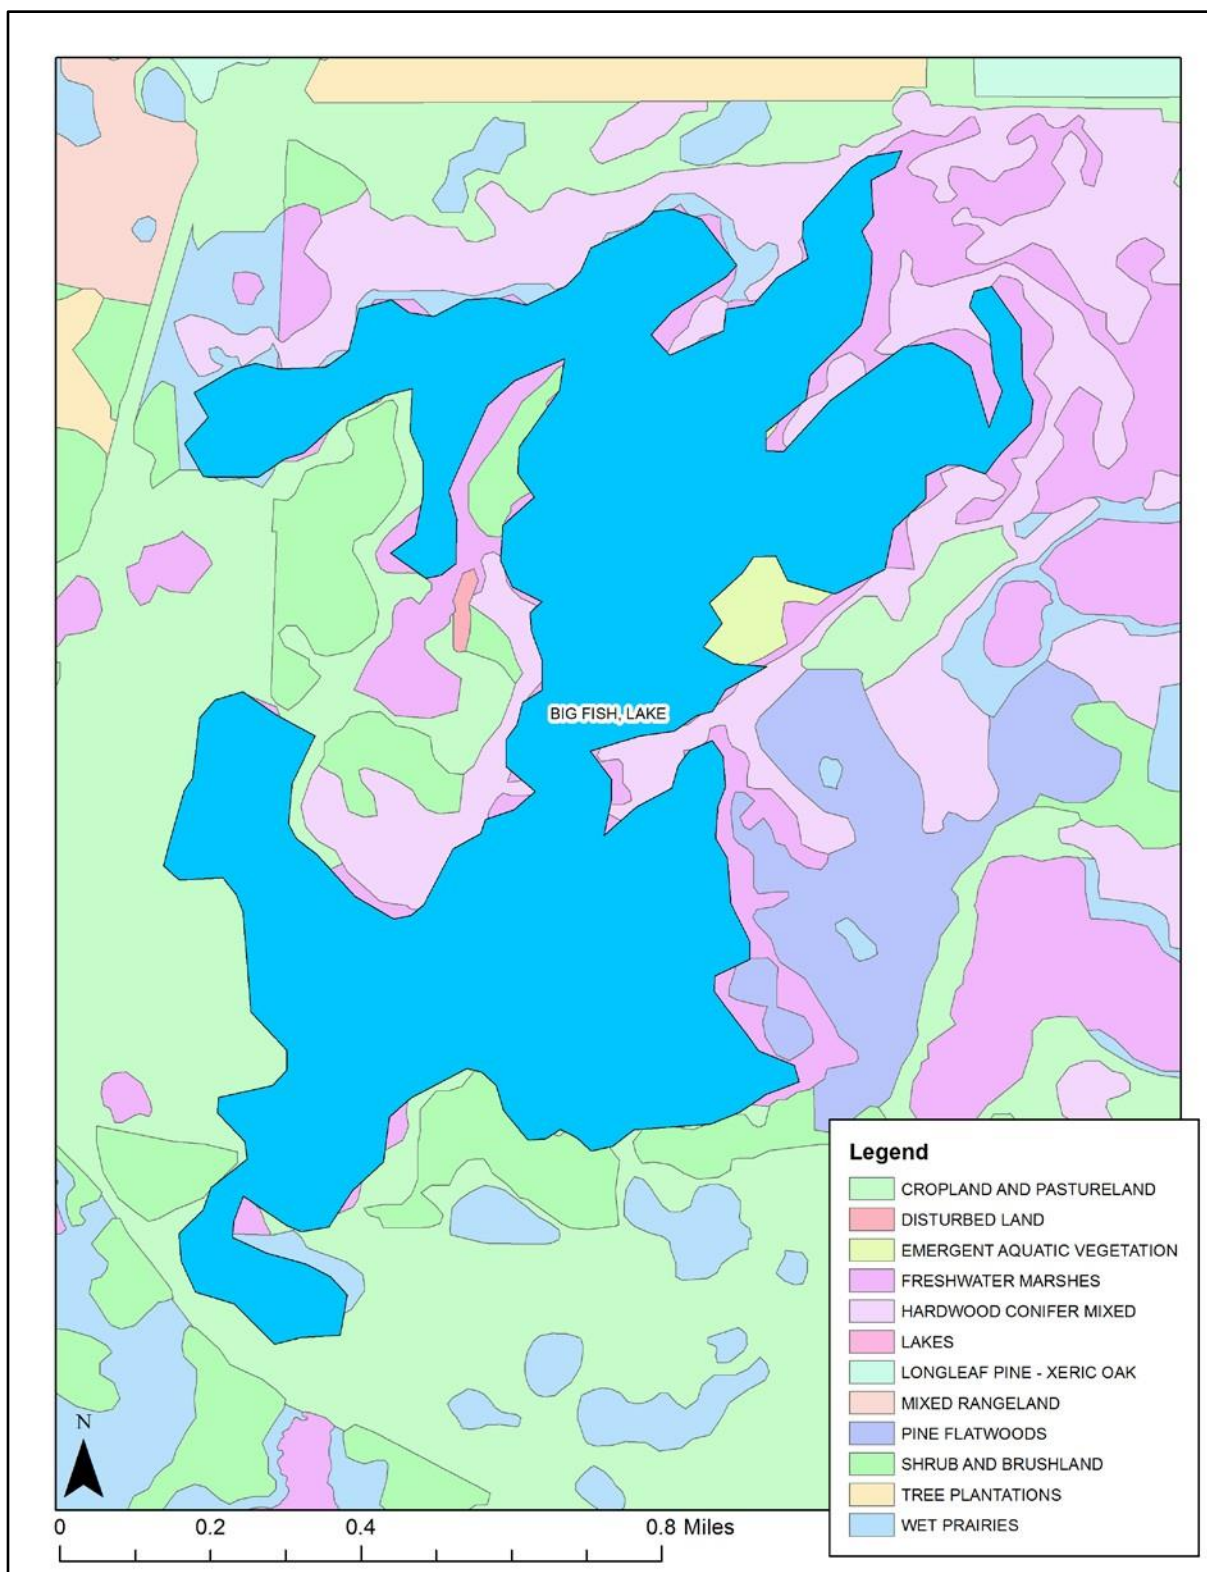 BIG FISH, LAKE
Legend
CROPLAND AND PASTURELAND
DISTURBED LAND
EMERGENT AQUATIC VEGETATION
FRESHWATER MARSHES
HARDWOOD CONIFER MIXED
LAKES
LONGLEAF PINE - XERIC OAK
MIXED RANGELAND
PINE FLATWOODS
SHRUB AND BRUSHLAND
TREE PLANTATIONS
WET PRAIRIES
N
0 0.2 0.4 0.8 Miles